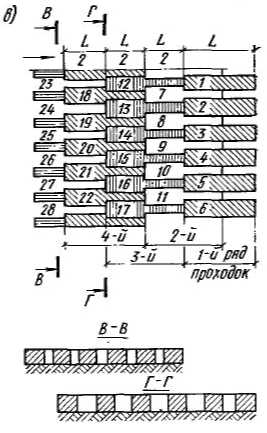 в)
В Г L L L L
2 2 2
23 12 1
18 7
24 13 2
19 8
25 14 3
20 9
26 15 4
21 10
27 16 5
22 11
28 17 6
4-й 2-й
3-й 1-й ряд
проходок
В Г
В-В
Г-Г